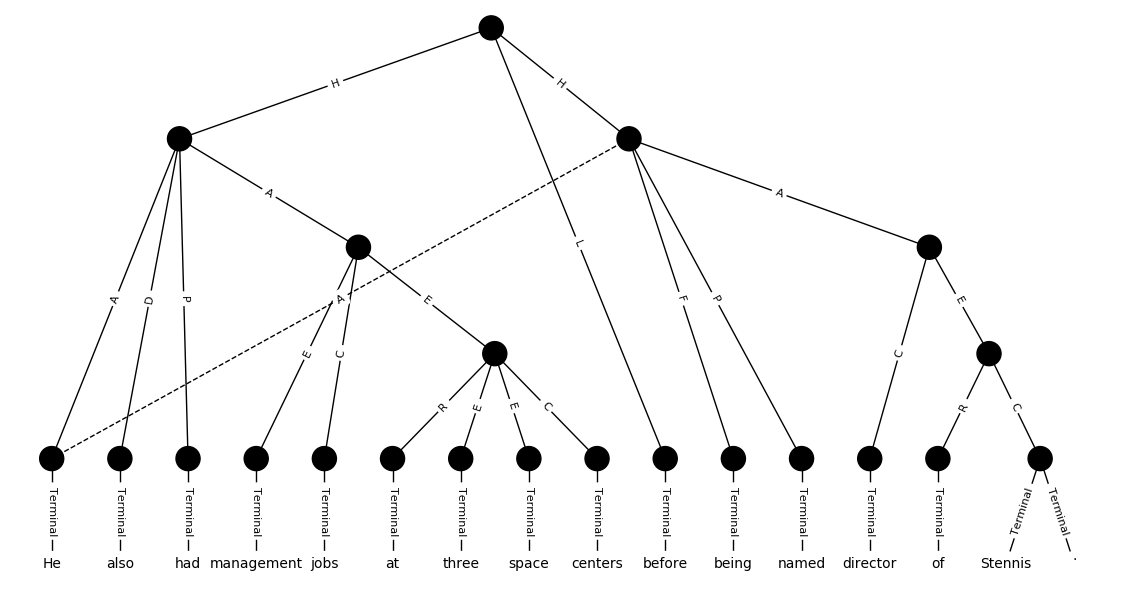 H
H
A
A
L
A
D
P
A
F
P
E
E
C
E
C
R
E
E
C
R
C
Terminal Terminal Terminal Terminal Terminal Terminal Terminal Terminal Terminal Terminal Terminal Terminal Terminal Terminal Terminal Terminal
He also had management jobs at three space centers before being named director of Stennis .